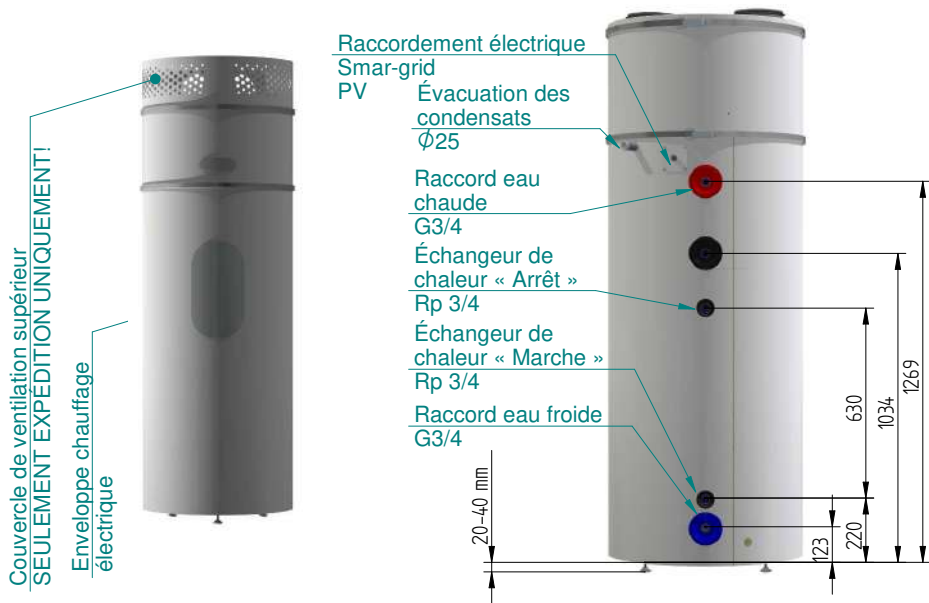 Couvercle de ventilation supérieur
SEULEMENT EXPÉDITION UNIQUEMENT!
Enveloppe chauffage
électrique
Raccordement électrique
Smar-grid
PV
Évacuation des
condensats
Φ25
Raccord eau
chaude
G3/4
Échangeur de
chaleur « Arrêt »
Rp 3/4
Échangeur de
chaleur « Marche »
Rp 3/4
Raccord eau froide
G3/4
20-40 mm
123
220
630
1034
1269